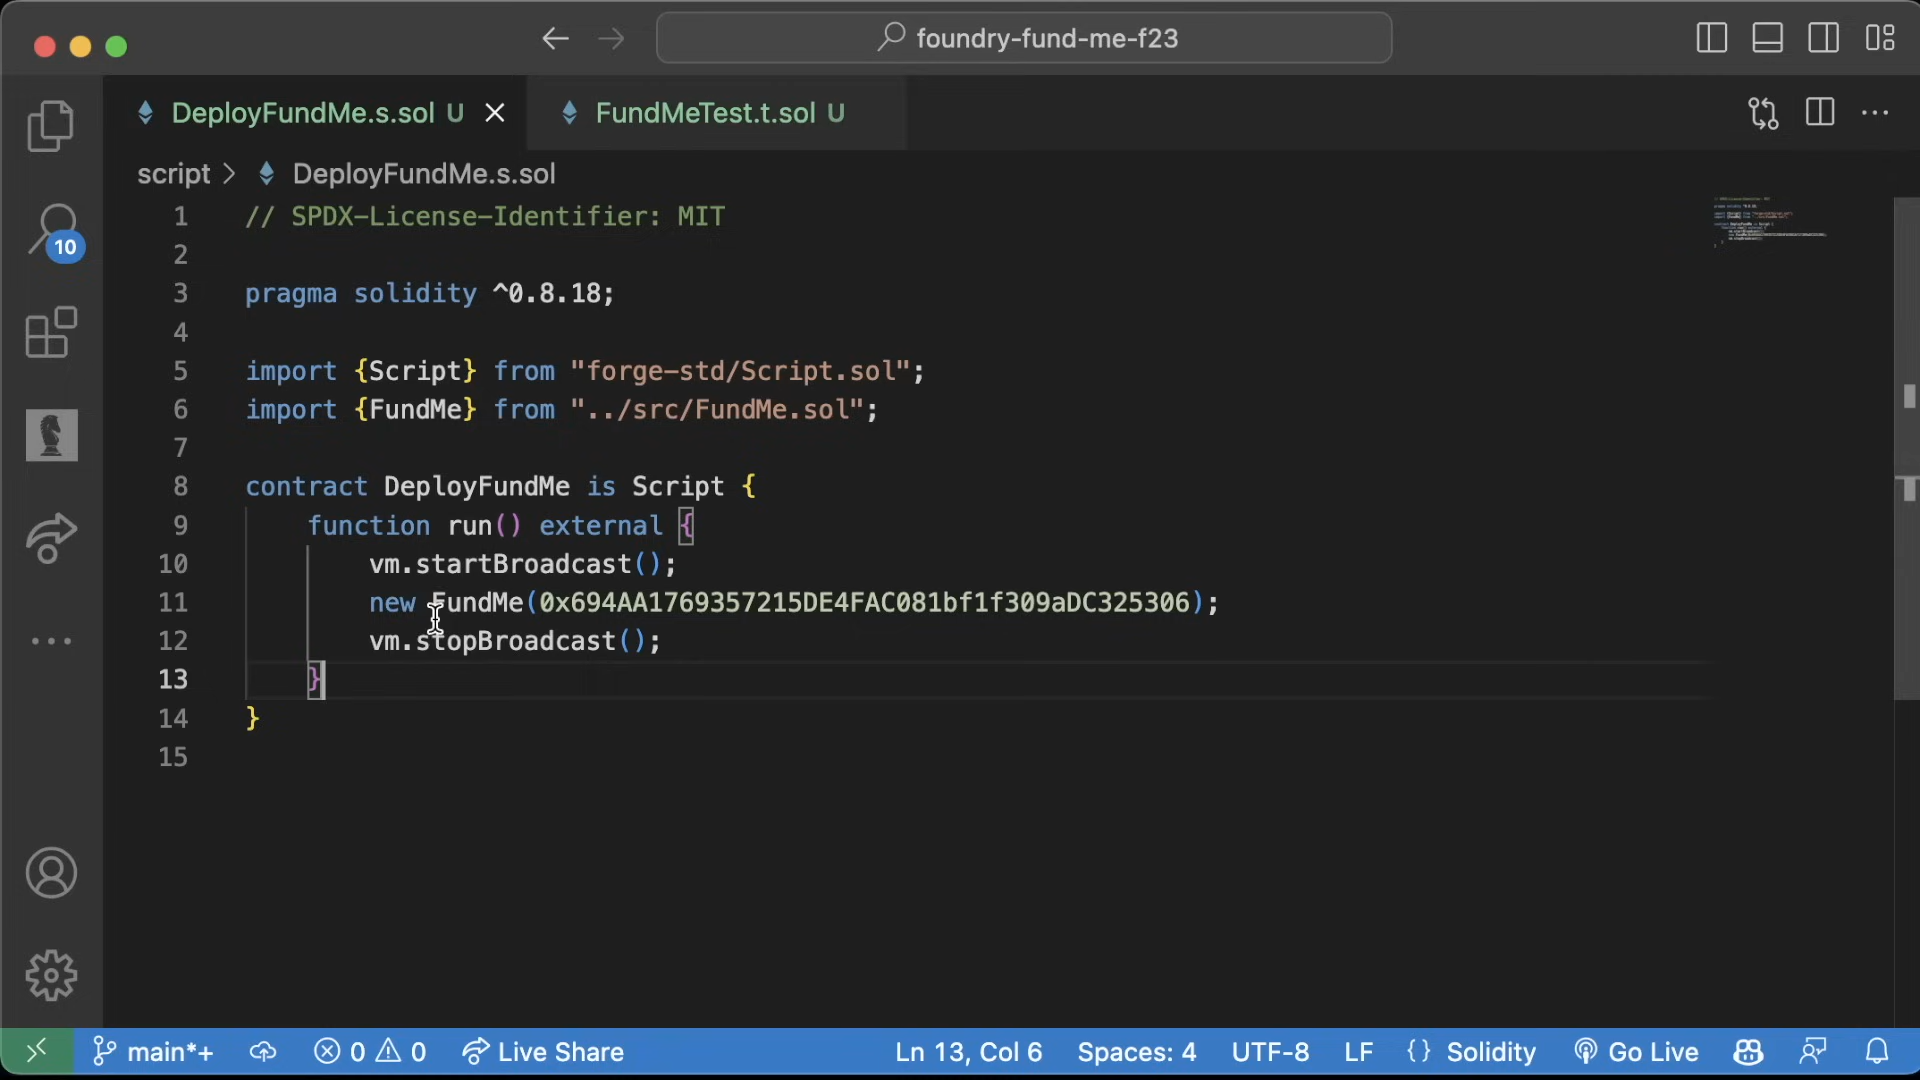 foundry-fund-me-f23
DeployFundMe.s.sol U
FundMeTest.t.sol U
script > DeployFundMe.s.sol
10
1 // SPDX-License-Identifier: MIT
2
3 pragma solidity ^0.8.18;
4
5 import {Script} from "forge-std/Script.sol";
6 import {FundMe} from "../src/FundMe.sol";
7
8 contract DeployFundMe is Script {
9 function run() external {
10 vm.startBroadcast();
11 new FundMe(0x694AA1769357215DE4FAC081bf1f309aDC325306);
12 vm.stopBroadcast();
13 }
14 }
15
main*+ 0 0 Live Share Ln 13, Col 6 Spaces: 4 UTF-8 LF {} Solidity Go Live